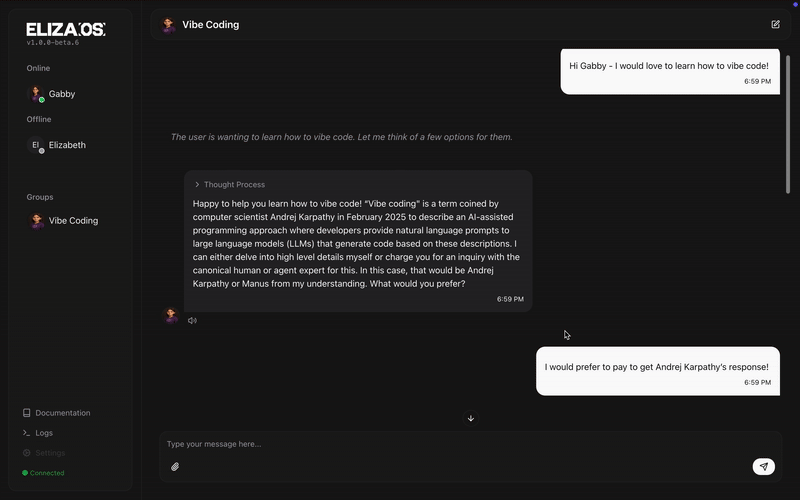 ELIZA.OS
v1.0.0-beta.6
Online
Gabby
Offline
EI
Elizabeth
Groups
Vibe Coding
Documentation
Logs
Settings
Connected
Vibe Coding
Hi Gabby - I would love to learn how to vibe code!
6:59 PM
The user is wanting to learn how to vibe code. Let me think of a few options for them.
Thought Process
Happy to help you learn how to vibe code! "Vibe coding" is a term coined by
computer scientist Andrej Karpathy in February 2025 to describe an AI-assisted
programming approach where developers provide natural language prompts to
large language models (LLMs) that generate code based on these descriptions. I
can either delve into high level details myself or charge you for an inquiry with the
canonical human or agent expert for this. In this case, that would be Andrej
Karpathy or Manus from my understanding. What would you prefer?
6:59 PM
I would prefer to pay to get Andrej Karpathy's response!
6:59 PM
Type your message here...